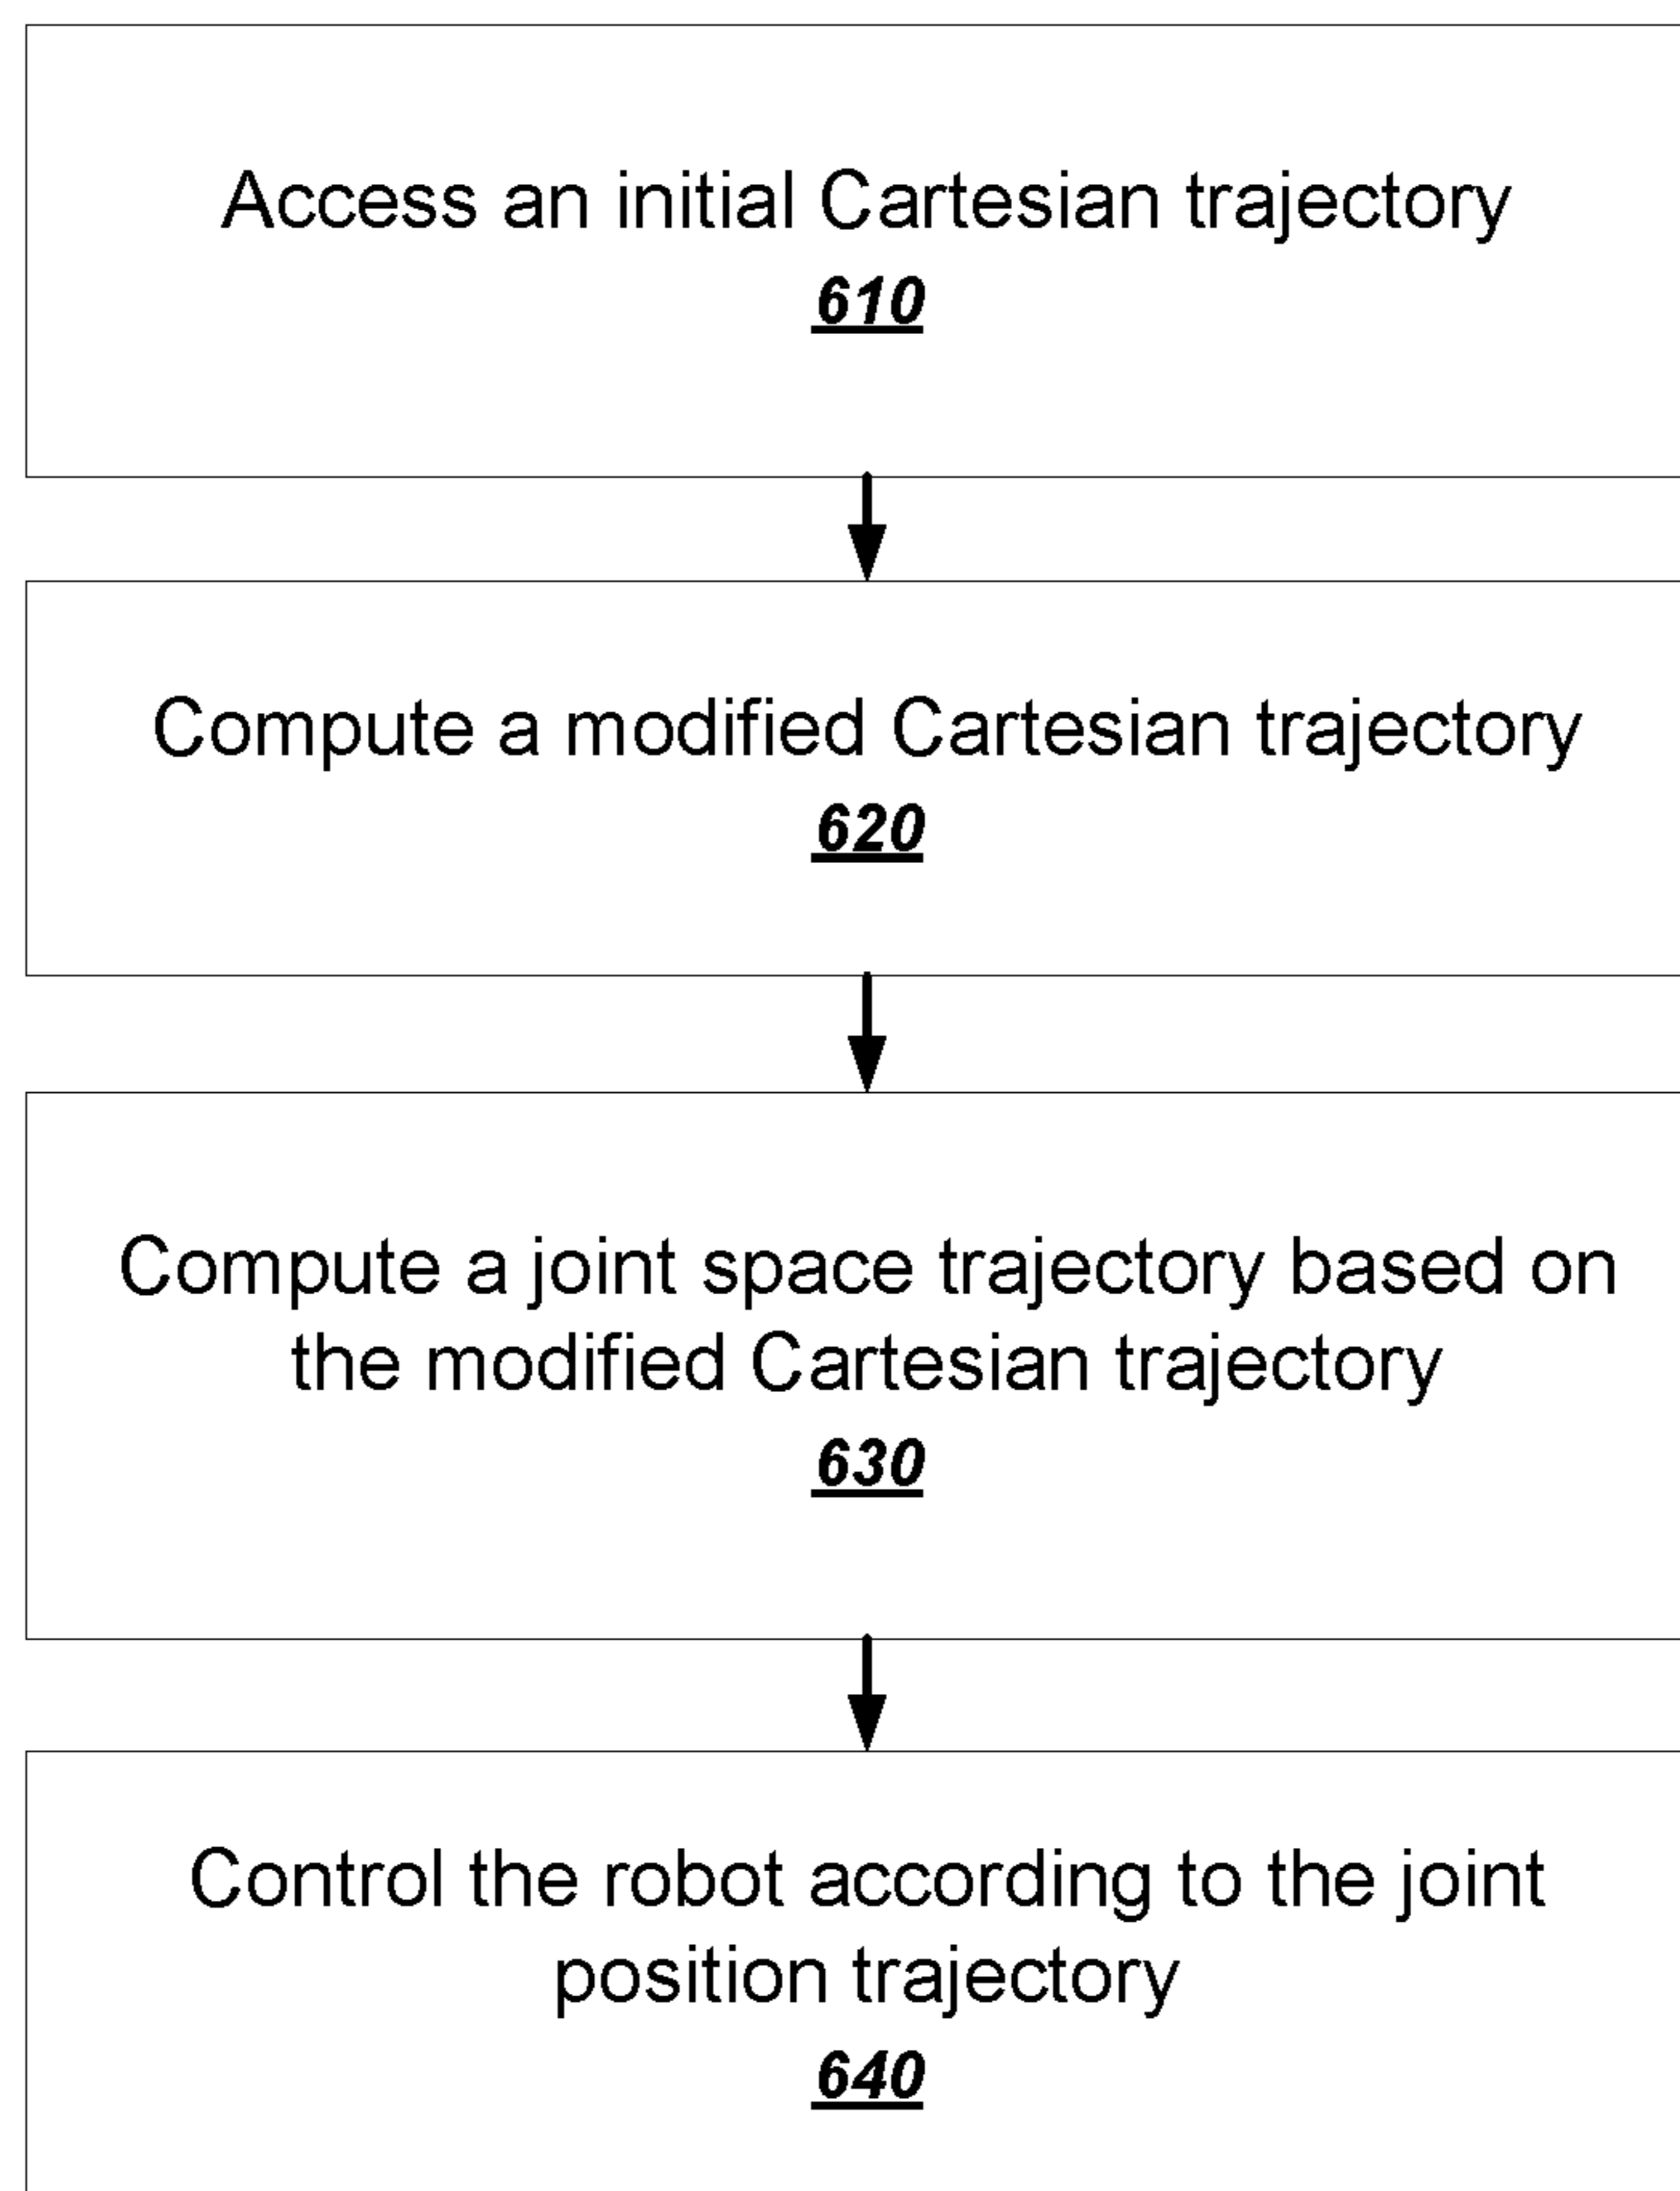 Access an initial Cartesian trajectory
610
Compute a modified Cartesian trajectory
620
Compute a joint space trajectory based on
the modified Cartesian trajectory
630
Control the robot according to the joint
position trajectory
640